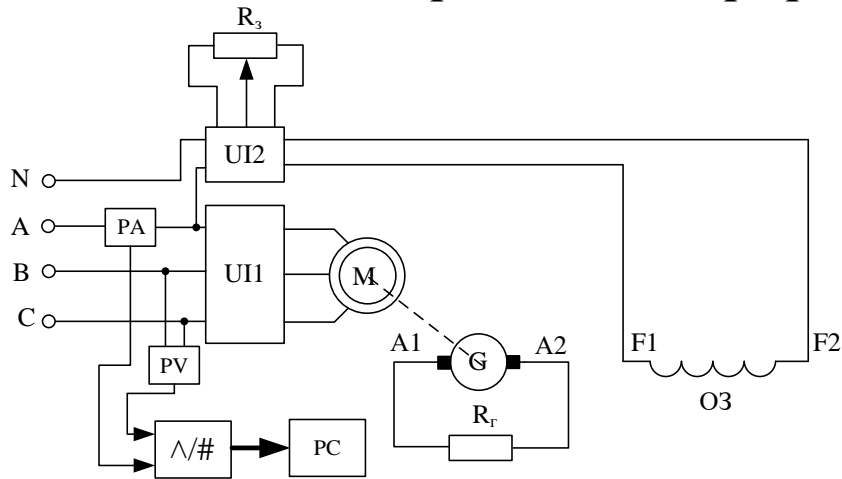 Rз
UI2
N
A
PA
B
UI1
M
C
PV
A1
G
A2
F1
F2
ОЗ
Rг
^/#
PC